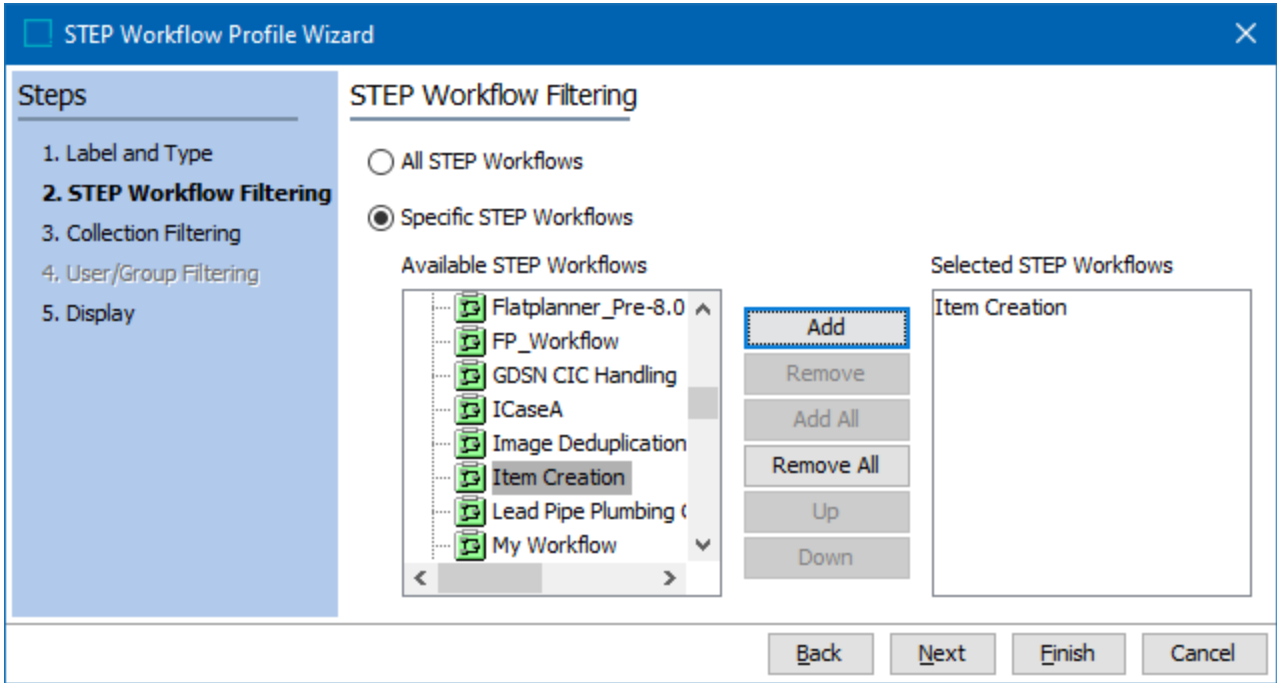 STEP Workflow Profile Wizard
Steps
1. Label and Type
2. STEP Workflow Filtering
3. Collection Filtering
4. User/Group Filtering
5. Display
STEP Workflow Filtering
All STEP Workflows
Specific STEP Workflows
Available STEP Workflows
Flatplanner_Pre-8.0
FP_Workflow
GDSN CIC Handling
ICaseA
Image Deduplication
Item Creation
Lead Pipe Plumbing
My Workflow
Add
Remove
Add All
Remove All
Up
Down
Selected STEP Workflows
Item Creation
Back
Next
Finish
Cancel